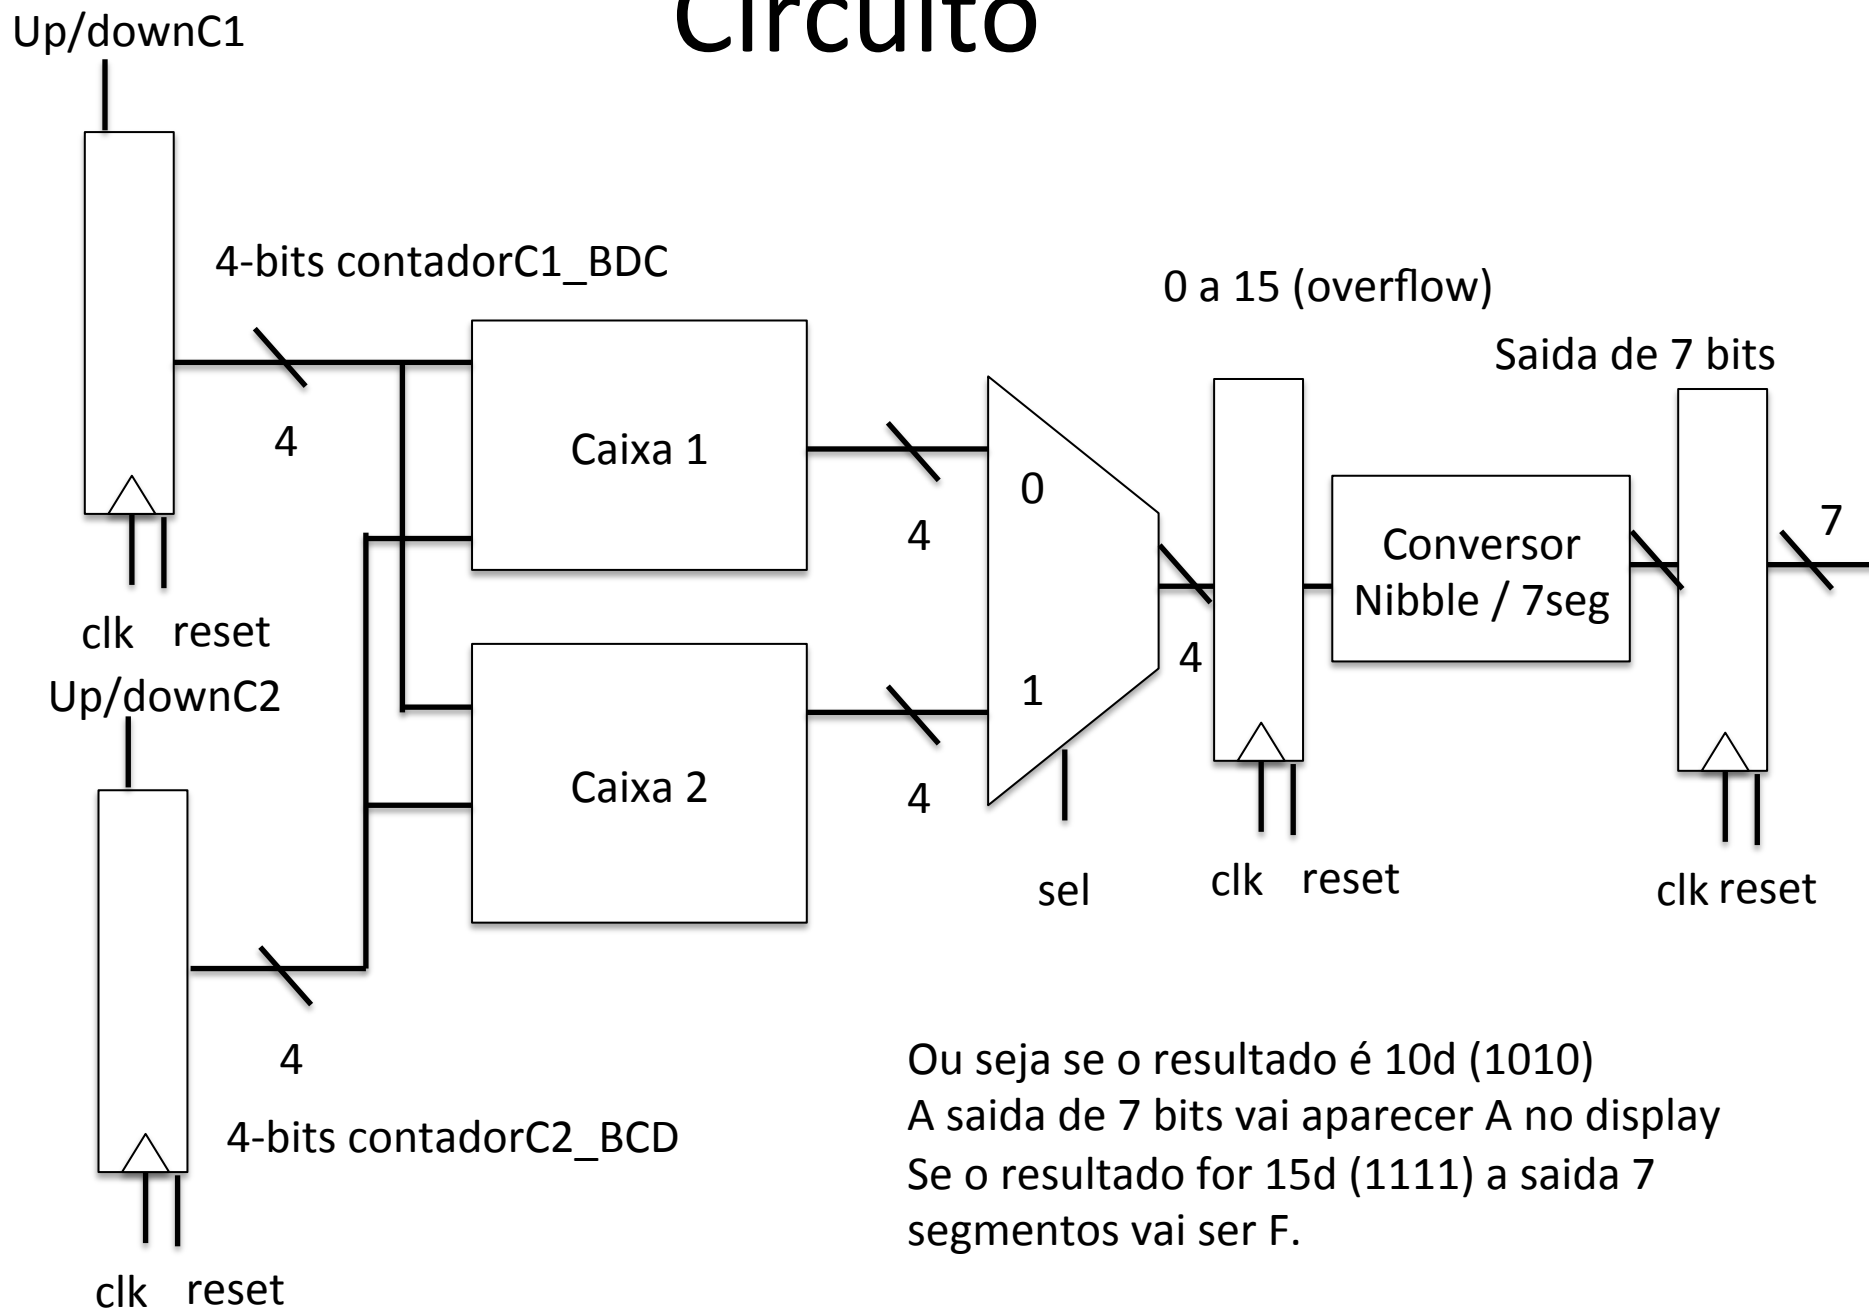 Circuito
Up/downC1
4-bits contadorC1_BDC
4
clk reset
Up/downC2
4
4-bits contadorC2_BCD
clk reset
Caixa 1
4
Caixa 2
4
0
1
sel
4
0 a 15 (overflow)
clk reset
Conversor
Nibble / 7seg
Saida de 7 bits
7
clk reset
Ou seja se o resultado é 10d (1010)
A saida de 7 bits vai aparecer A no display
Se o resultado for 15d (1111) a saida 7
segmentos vai ser F.